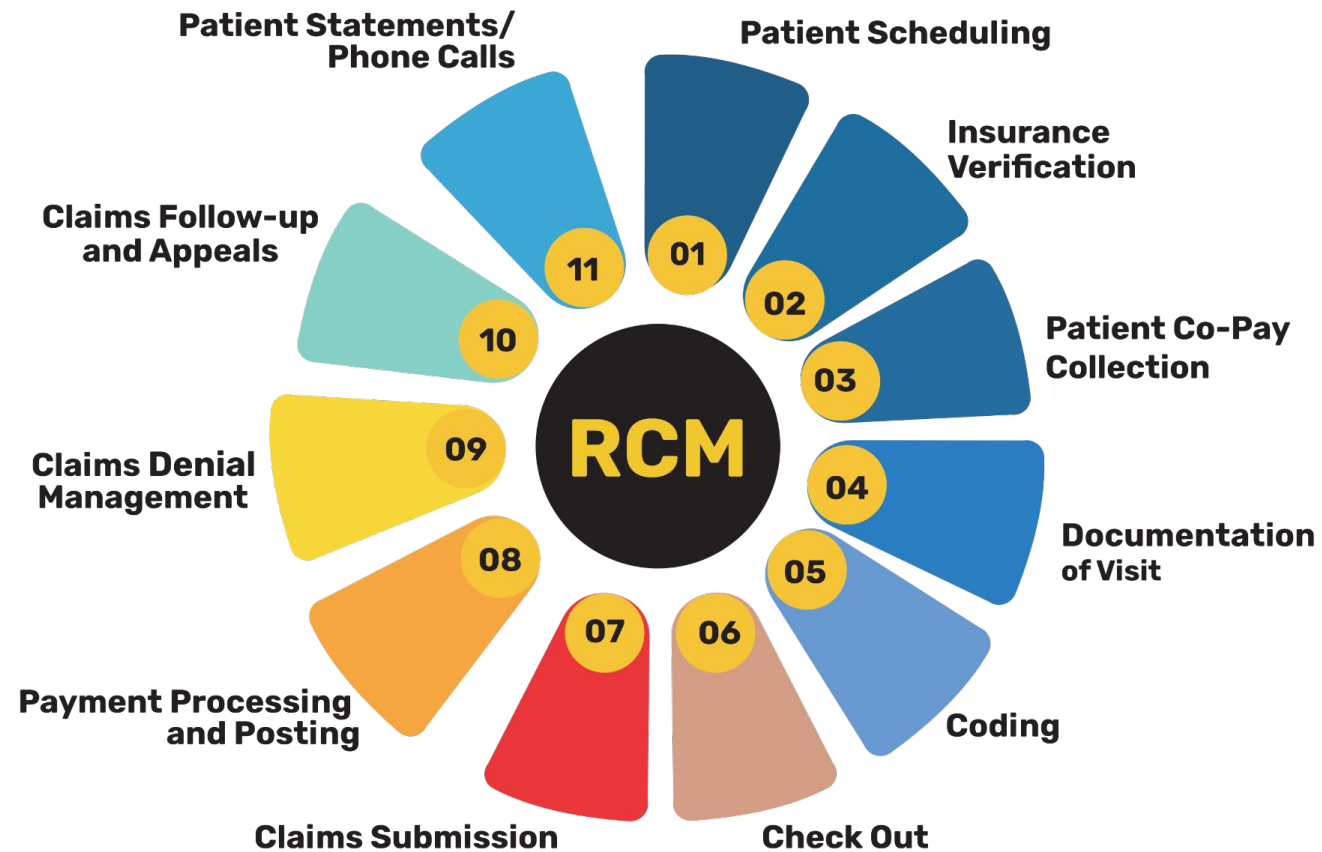 Patient Scheduling
01
Insurance
Verification
02
Patient Co-Pay
Collection
03
Documentation
of Visit
04
Coding
05
Check Out
06
Claims Submission
07
Payment Processing
and Posting
08
Claims Denial
Management
09
Claims Follow-up
and Appeals
10
Patient Statements/
Phone Calls
11
RCM